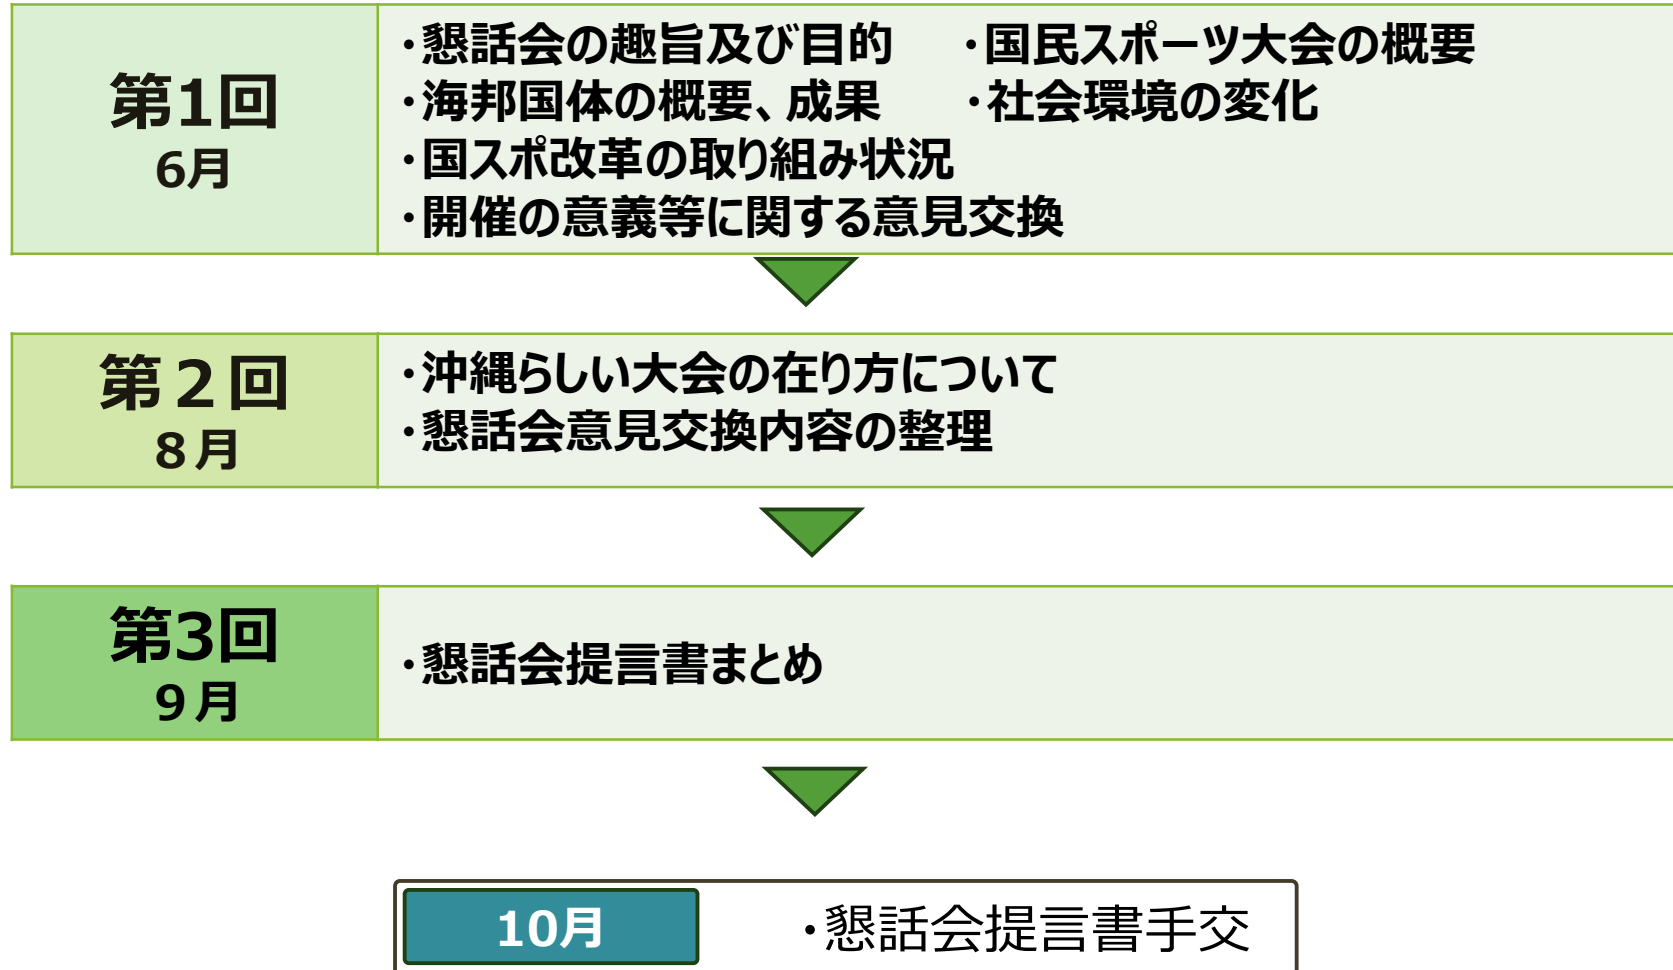 第1回
6月
・懇話会の趣旨及び目的　・国民スポーツ大会の概要
・海邦国体の概要、成果　・社会環境の変化
・国スポ改革の取り組み状況
・開催の意義等に関する意見交換
第２回
８月
・沖縄らしい大会の在り方について
・懇話会意見交換内容の整理
第3回
９月
・懇話会提言書まとめ
10月
・懇話会提言書手交